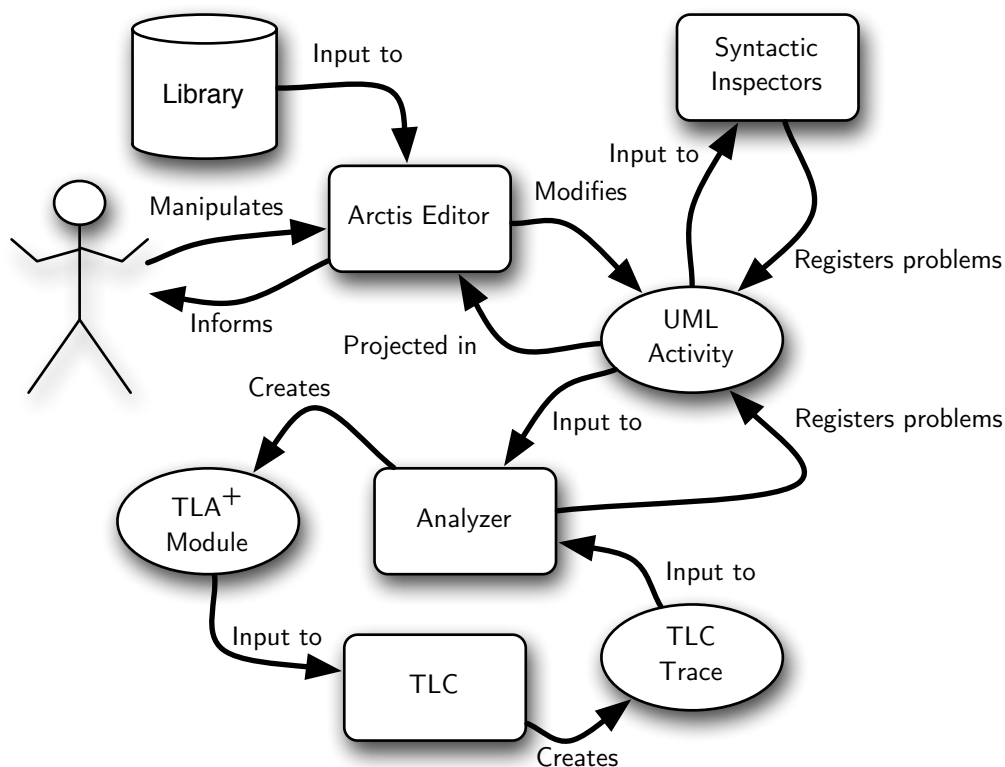 Input to
Library
Syntactic
Inspectors
Input to
Manipulates
Arctis Editor
Modifies
Registers problems
Informs
Projected in
UML
Activity
Creates
Input to
Registers problems
TLA+
Module
Analyzer
Input to
Input to
TLC
TLC
Trace
Creates